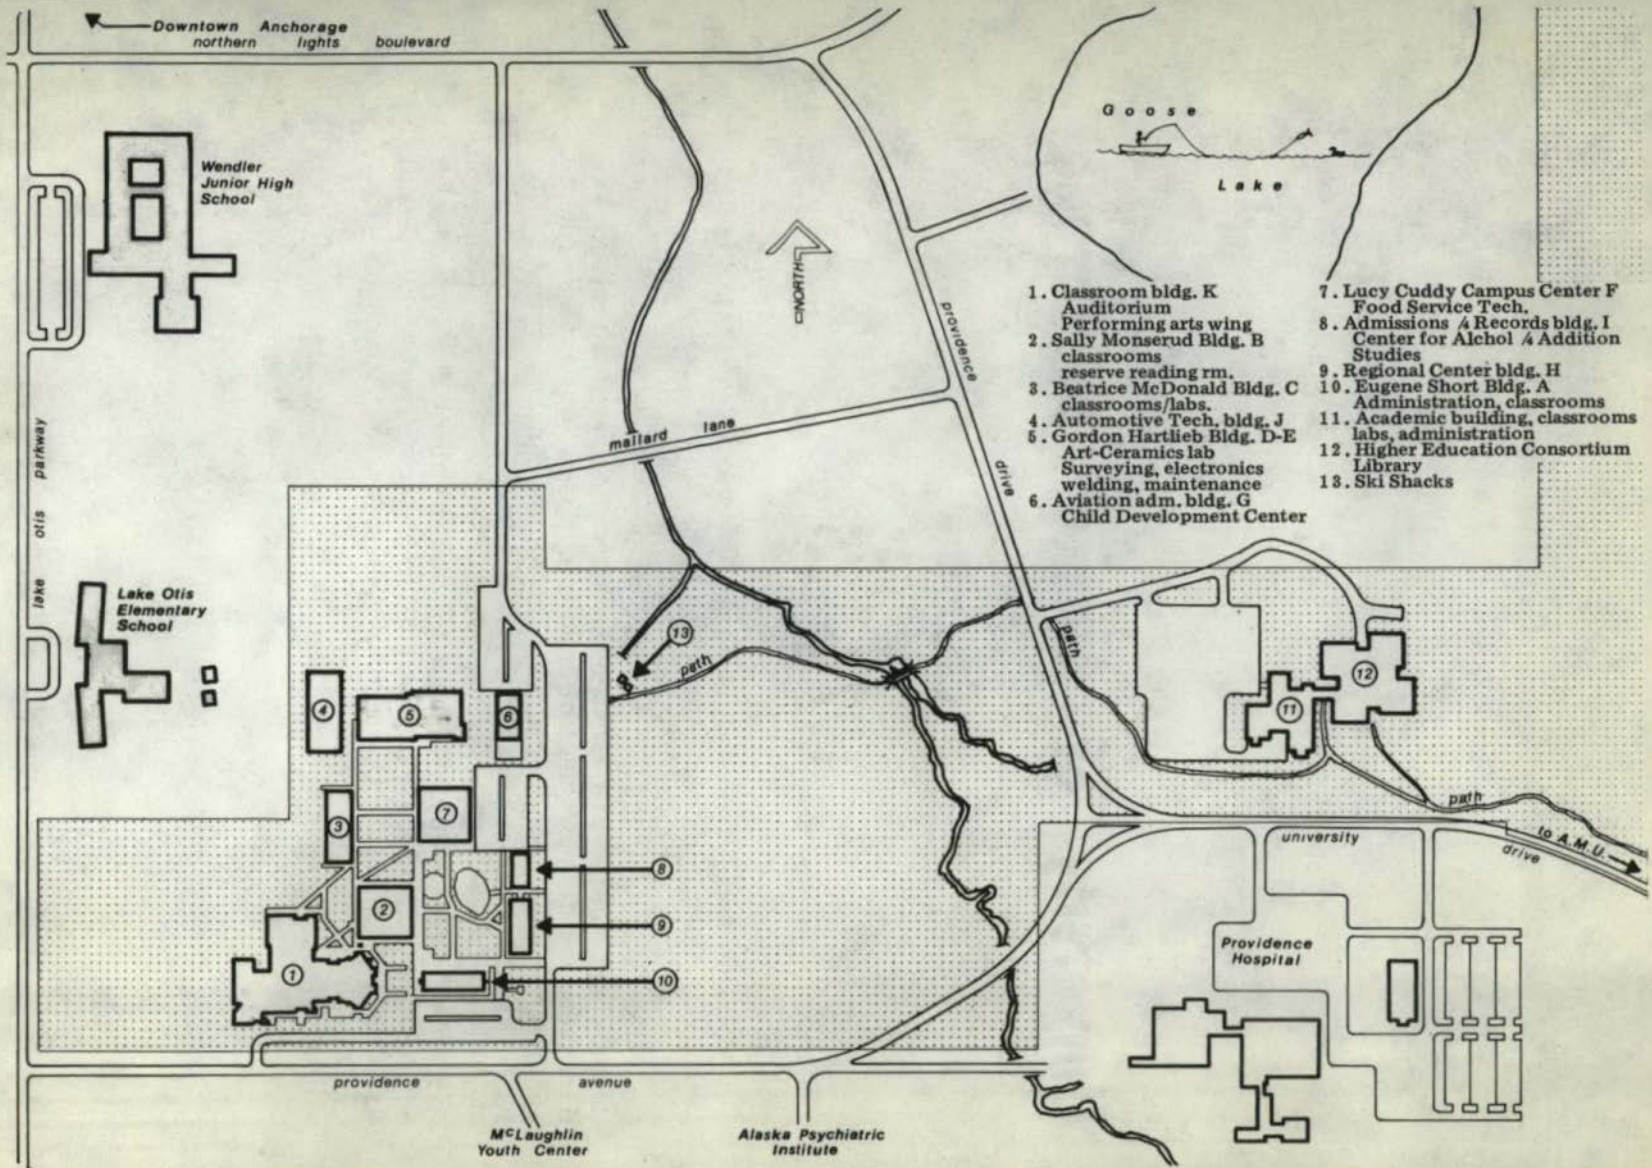 Downtown Anchorage
northern lights boulevard
Wendler
Junior High
School
Goose
Lake
NORTH
providence
drive
1. Classroom bldg. K
Auditorium
Performing arts wing
2. Sally Monserud Bldg. B
classrooms
reserve reading rm.
3. Beatrice McDonald Bldg. C
classrooms/labs.
4. Automotive Tech. bldg. J
5. Gordon Hartlieb Bldg. D-E
Art-Ceramics lab
Surveying, electronics
welding, maintenance
6. Aviation adm. bldg. G
Child Development Center
7. Lucy Cuddy Campus Center F
Food Service Tech.
8. Admissions & Records bldg. I
Center for Alchol & Addition
Studies
9. Regional Center bldg. H
10. Eugene Short Bldg. A
Administration, classrooms
11. Academic building, classrooms
labs, administration
12. Higher Education Consortium
Library
13. Ski Shacks
mallard lane
lake otis parkway
Lake Otis
Elementary
School
13
path
path
12
11
4
5
6
7
3
8
2
9
1
10
path
to A.M.U.
university
drive
Providence
Hospital
providence avenue
McLaughlin
Youth Center
Alaska Psychiatric
Institute